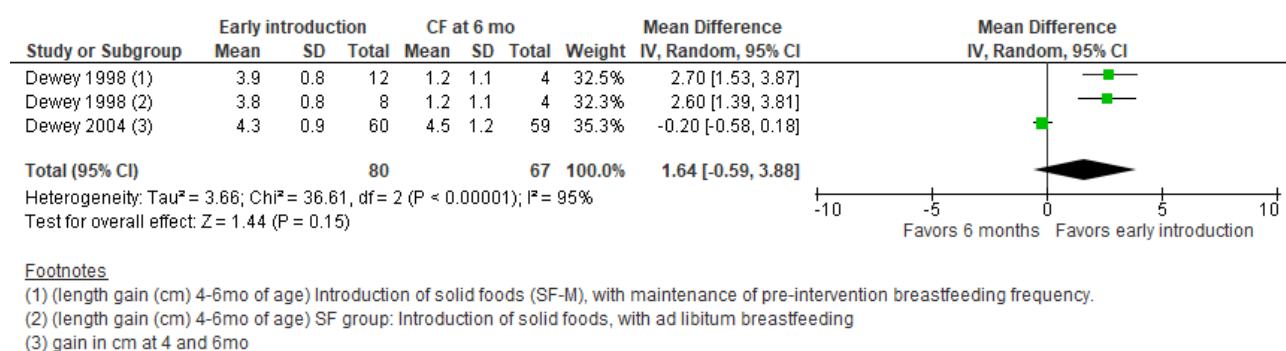 Early introduction CF at 6 mo Mean Difference Mean Difference
Study or Subgroup Mean SD Total Mean SD Total Weight IV, Random, 95% CI IV, Random, 95% CI
Dewey 1998 (1) 3.9 0.8 12 1.2 1.1 4 32.5% 2.70 [1.53, 3.87]
Dewey 1998 (2) 3.8 0.8 8 1.2 1.1 4 32.3% 2.60 [1.39, 3.81]
Dewey 2004 (3) 4.3 0.9 60 4.5 1.2 59 35.3% -0.20 [-0.58, 0.18]
Total (95% CI) 80 67 100.0% 1.64 [-0.59, 3.88]
Heterogeneity: Tau² = 3.66; Chi² = 36.61, df = 2 (P < 0.00001); I² = 95%
Test for overall effect: Z = 1.44 (P = 0.15)
-10 -5 0 5 10
Favors 6 months Favors early introduction
Footnotes
(1) (length gain (cm) 4-6mo of age) Introduction of solid foods (SF-M), with maintenance of pre-intervention breastfeeding frequency.
(2) (length gain (cm) 4-6mo of age) SF group: Introduction of solid foods, with ad libitum breastfeeding
(3) gain in cm at 4 and 6mo